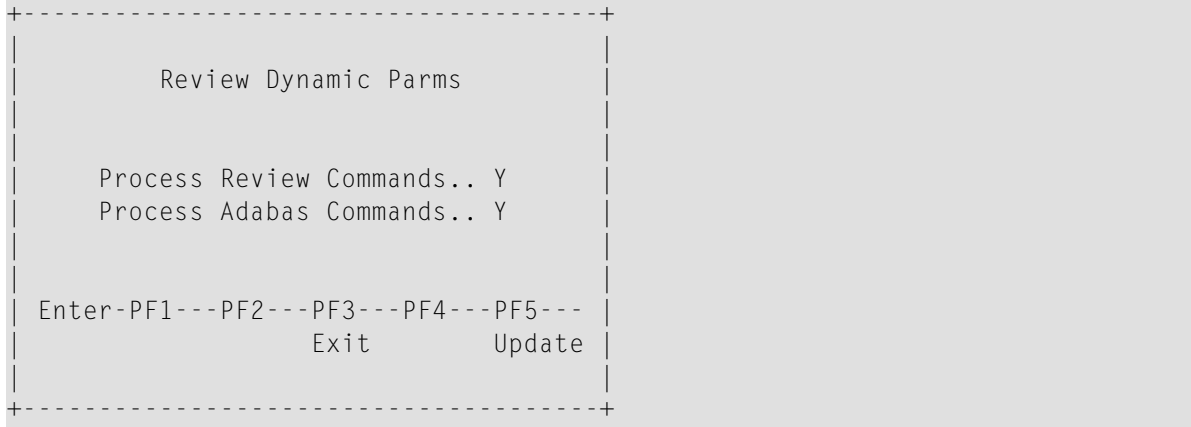 +--------------------------------------+
Review Dynamic Parms
Process Review Commands.. Y
Process Adabas Commands.. Y
Enter-PF1---PF2---PF3---PF4---PF5---
Exit Update
+--------------------------------------+